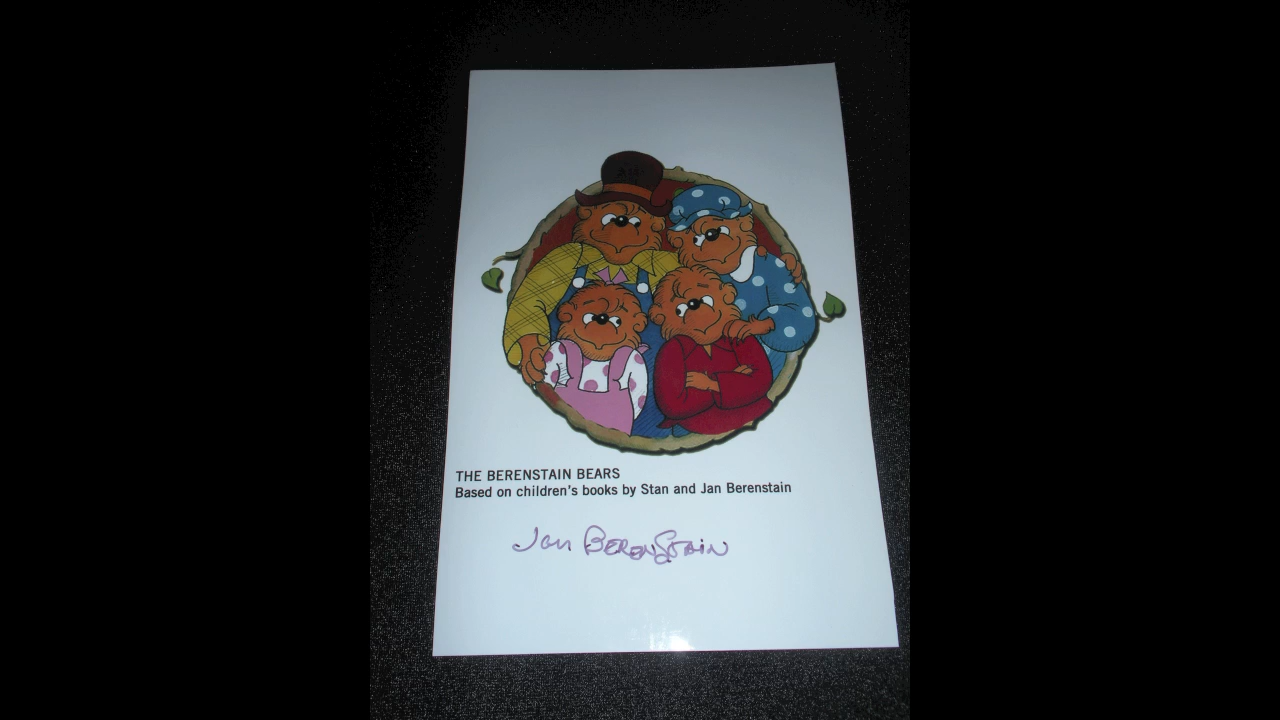 THE BERENSTAIN BEARS
Based on children's books by Stan and Jan Berenstain
Jan BERENSTAIN